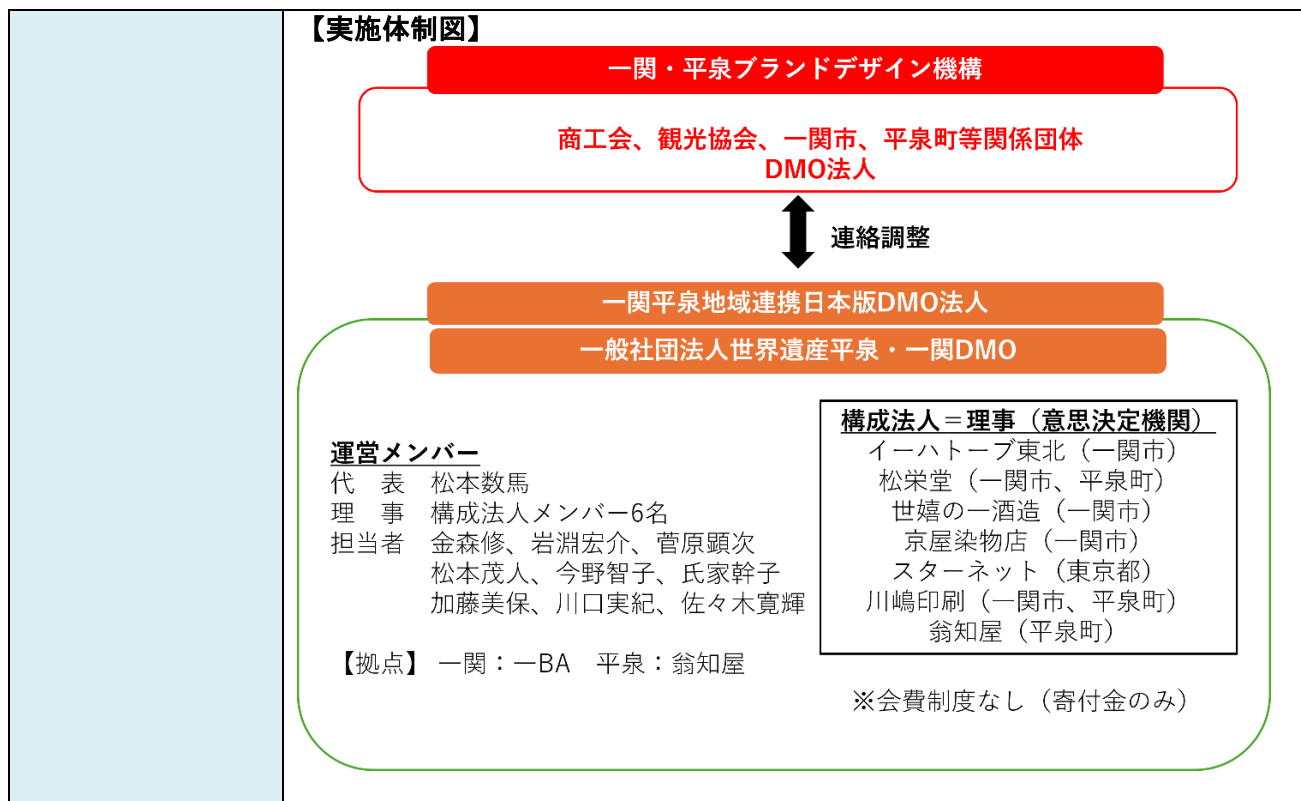 【実施体制図】
一関・平泉ブランドデザイン機構
商工会、観光協会、一関市、平泉町等関係団体
DMO法人
連絡調整
一関平泉地域連携日本版DMO法人
一般社団法人世界遺産平泉・一関DMO
運営メンバー
代　表　松本数馬
理　事　構成法人メンバー6名
担当者　金森修、岩淵宏介、菅原顕次
松本茂人、今野智子、氏家幹子
加藤美保、川口実紀、佐々木寛輝
【拠点】 一関：一BA　平泉：翁知屋
構成法人＝理事（意思決定機関）
イーハトーブ東北（一関市）
松栄堂（一関市、平泉町）
世嬉の一酒造（一関市）
京屋染物店（一関市）
スターネット（東京都）
川嶋印刷（一関市、平泉町）
翁知屋（平泉町）
※会費制度なし（寄付金のみ）